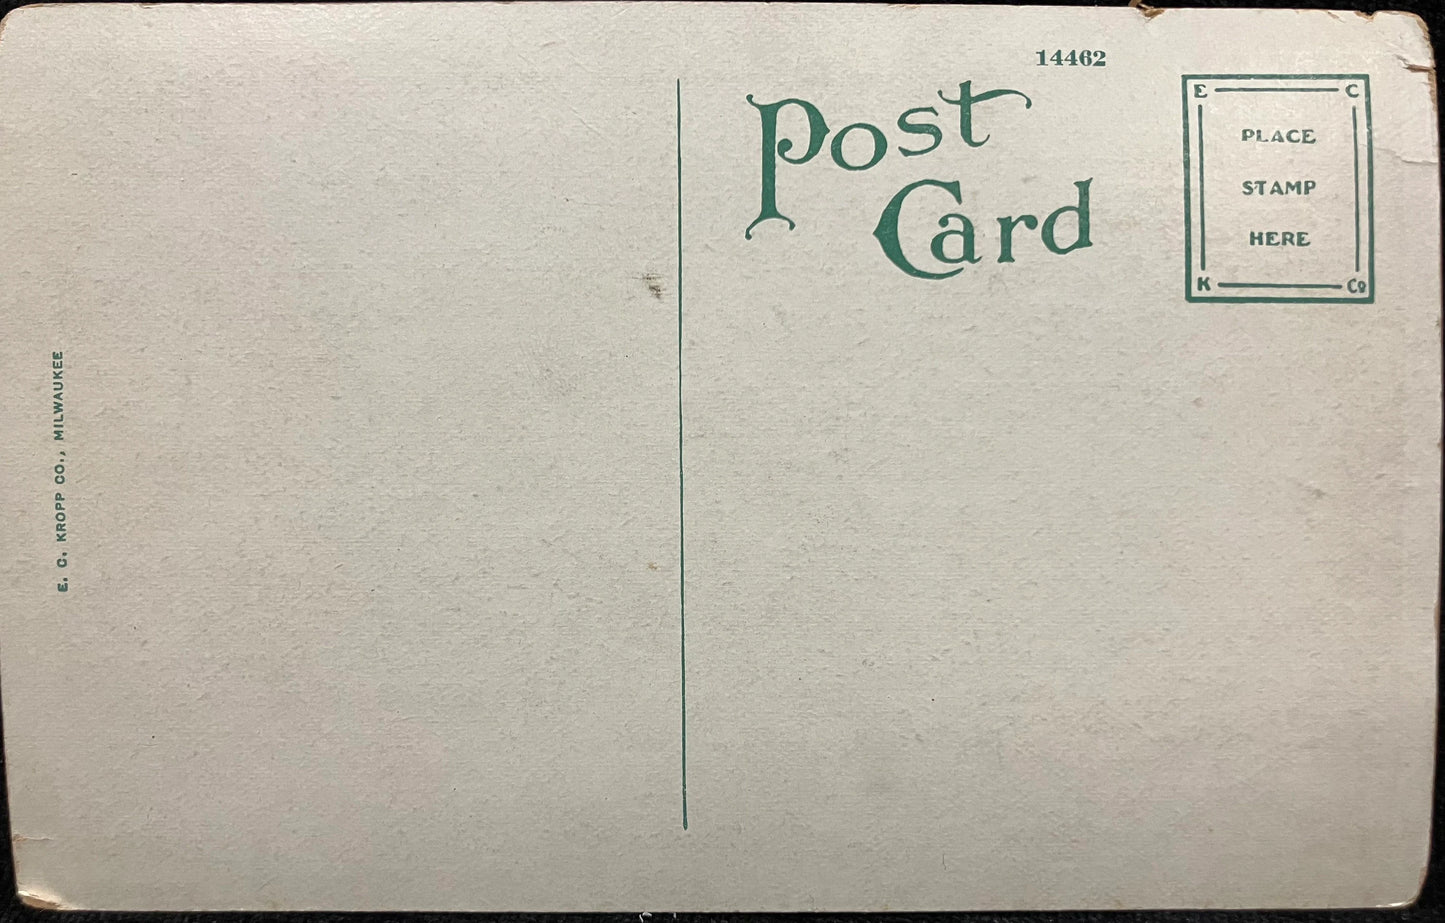 14462
Post
Card
E C
PLACE
STAMP
HERE
K Co
E. C. KROPP CO., MILWAUKEE